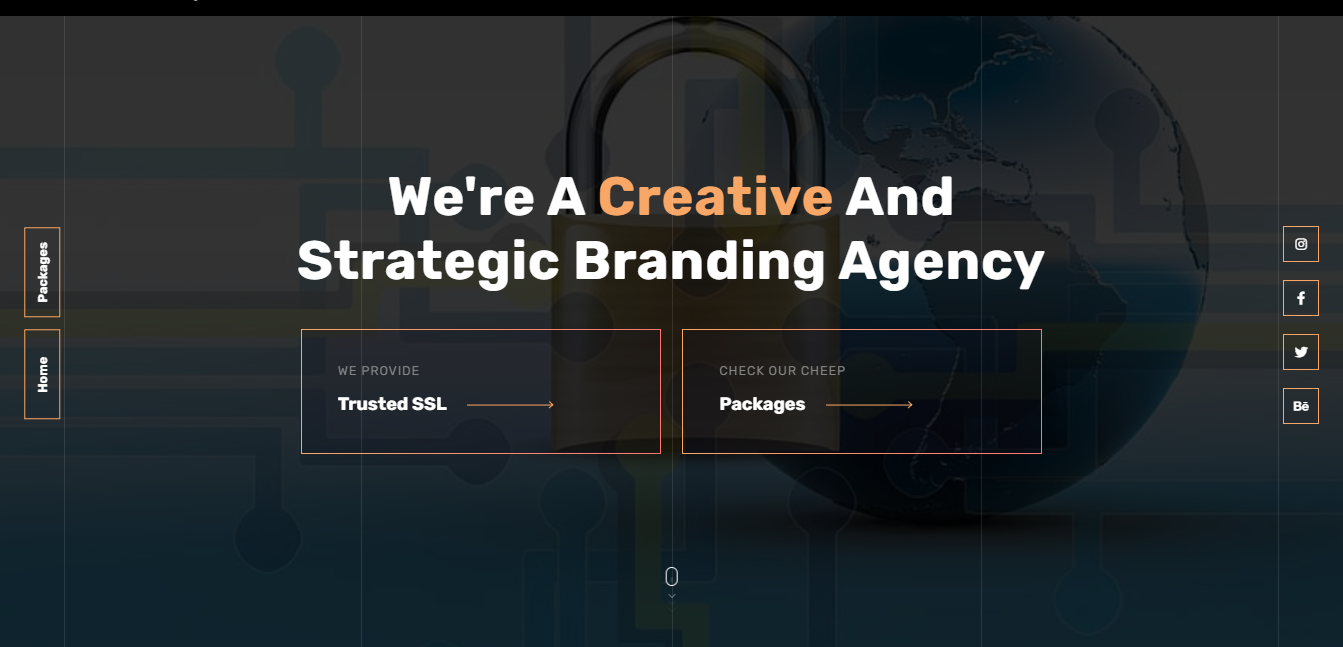 We're A Creative And
Strategic Branding Agency
Packages
Home
WE PROVIDE
Trusted SSL
CHECK OUR CHEEP
Packages
Bē